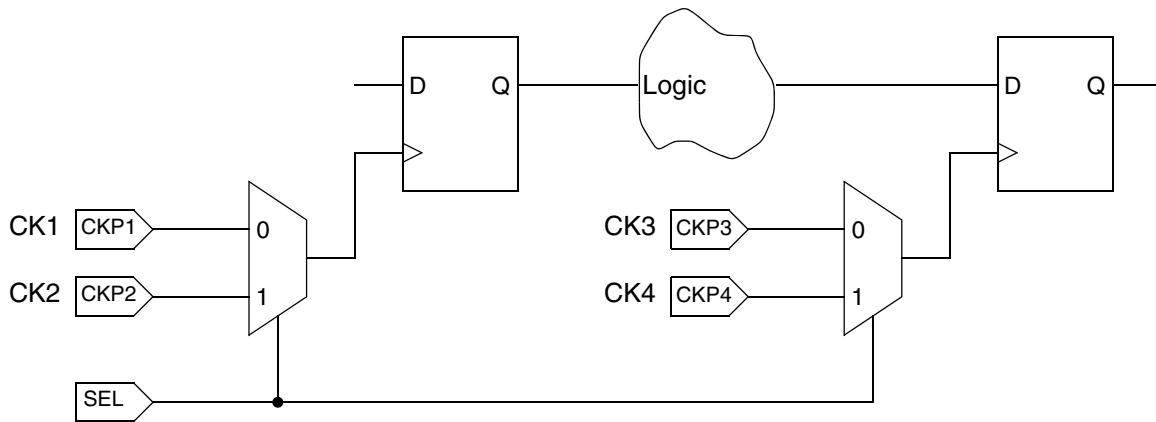 D Q Logic D Q
CK1 CKP1 0 CK3 CKP3 0
CK2 CKP2 1 CK4 CKP4 1
SEL